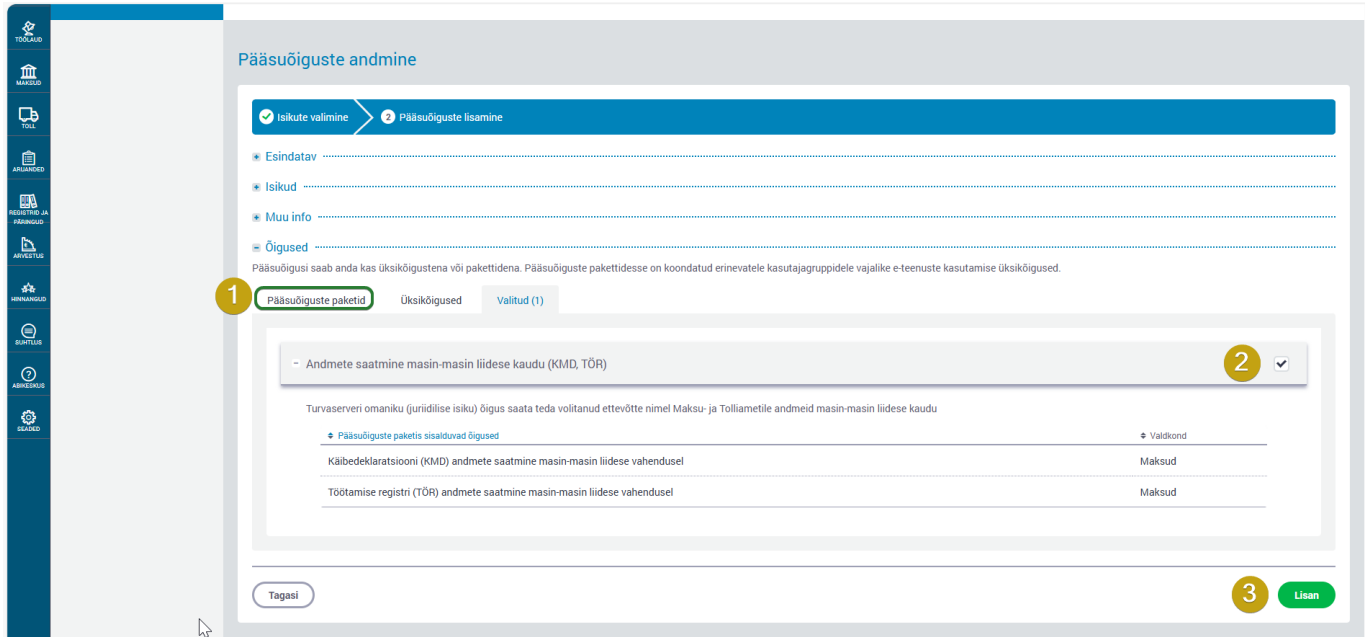 TÖÖLAUD
MAKSUD
TOLL
ARUANDED
REGISTRID JA
PÄRINGUD
ARVESTUS
HINNANGUD
SUHTLUS
ABIKESKUS
SEADED
Pääsuõiguste andmine
Isikute valimine 2 Pääsuõiguste lisamine
Esindatav
Isikud
Muu info
Õigused
Pääsuõigusi saab anda kas üksikõigustena või pakettidena. Pääsuõiguste pakettidesse on koondatud erinevatele kasutajagruppidele vajalike e-teenuste kasutamise üksikõigused.
1 Pääsuõiguste paketid Üksikõigused Valitud (1)
Andmete saatmine masin-masin liidese kaudu (KMD, TÖR) 2
Turvaserveri omaniku (juriidilise isiku) õigus saata teda volitanud ettevõtte nimel Maksu- ja Tolliametile andmeid masin-masin liidese kaudu
Pääsuõiguste paketis sisalduvad õigused Valdkond
Käibedeklaratsiooni (KMD) andmete saatmine masin-masin liidese vahendusel Maksud
Töötamise registri (TÖR) andmete saatmine masin-masin liidese vahendusel Maksud
Tagasi 3 Lisan